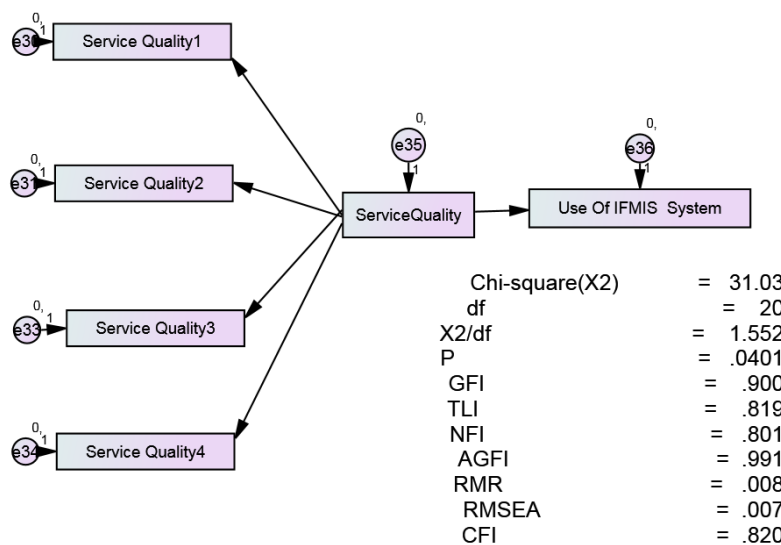 0,
1
e30
Service Quality1
0,
1
e31
Service Quality2
0,
1
e33
Service Quality3
0,
1
e34
Service Quality4
0,
e35
1
ServiceQuality
0,
e36
1
Use Of IFMIS System
Chi-square(X2) = 31.03
df = 20
X2/df = 1.552
P = .0401
GFI = .900
TLI = .819
NFI = .801
AGFI = .991
RMR = .008
RMSEA = .007
CFI = .820